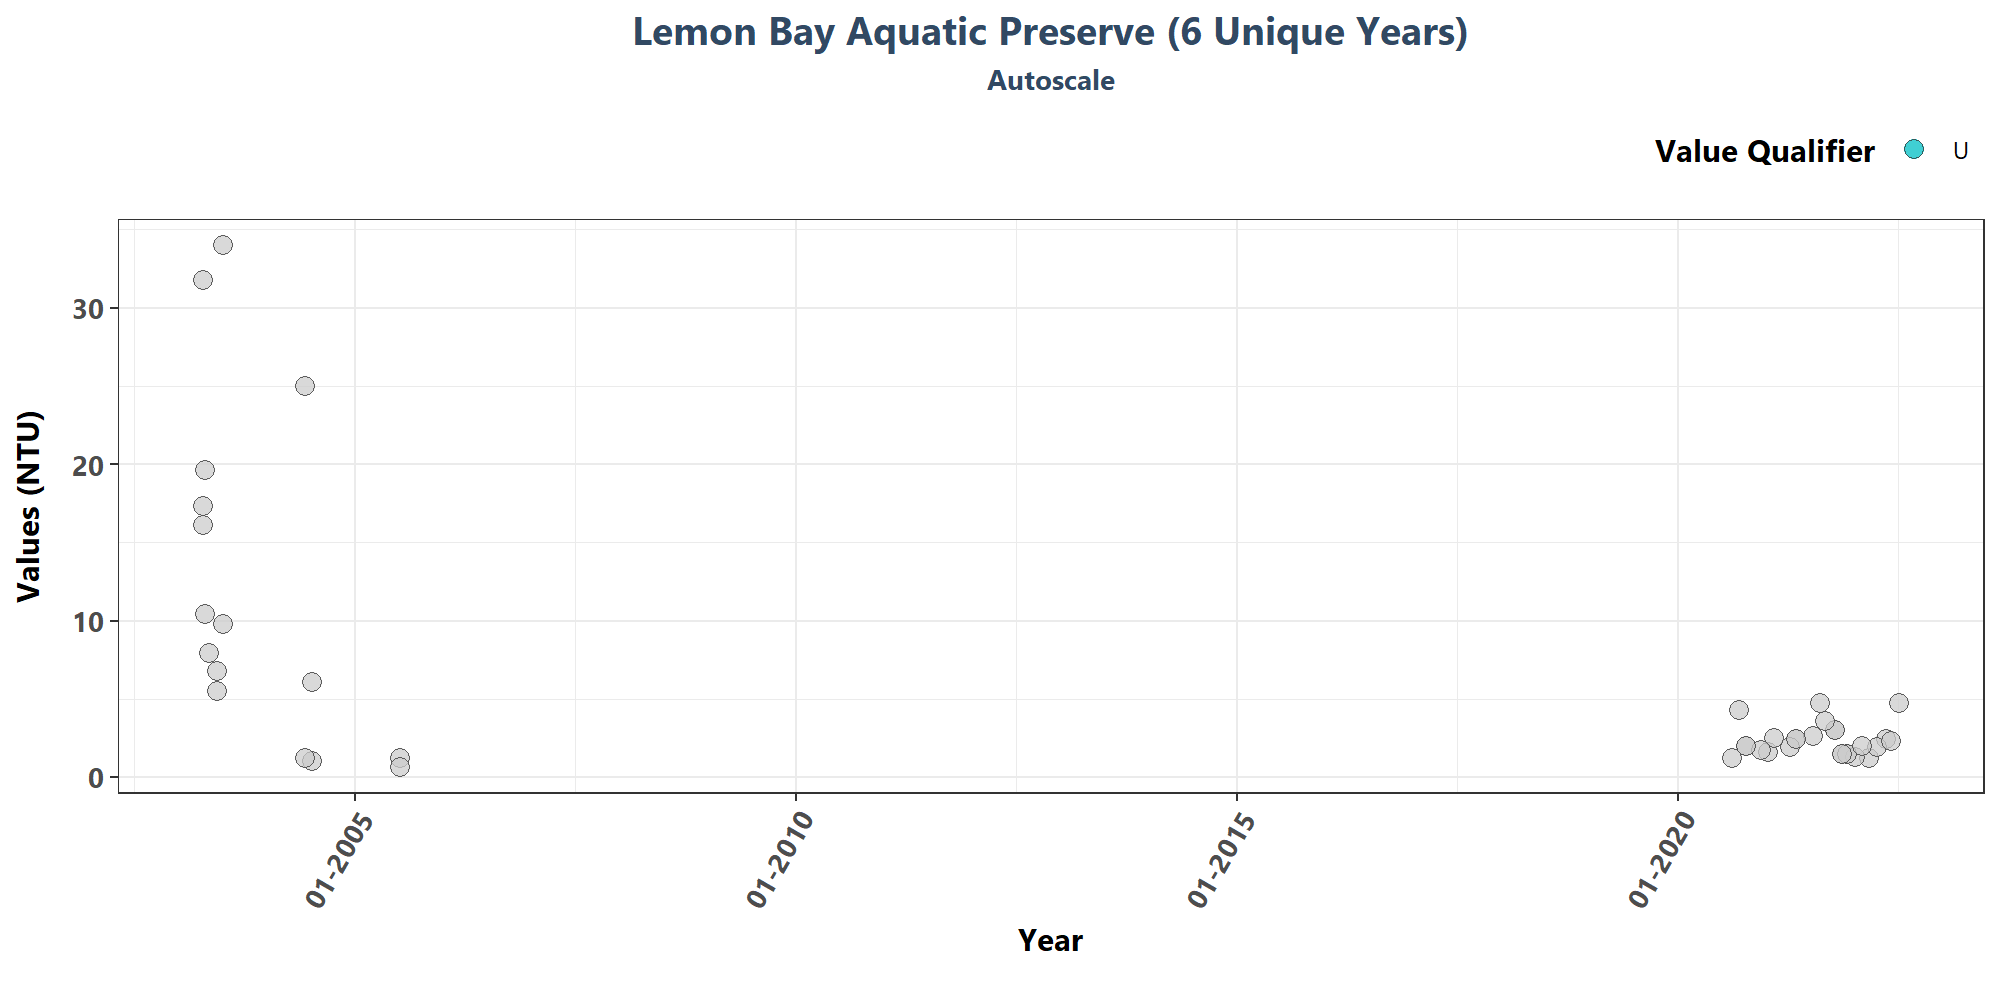 Lemon Bay Aquatic Preserve (6 Unique Years)
Autoscale
Value Qualifier U
Values (NTU)
30
20
10
0
01-2005 01-2010 01-2015 01-2020
Year